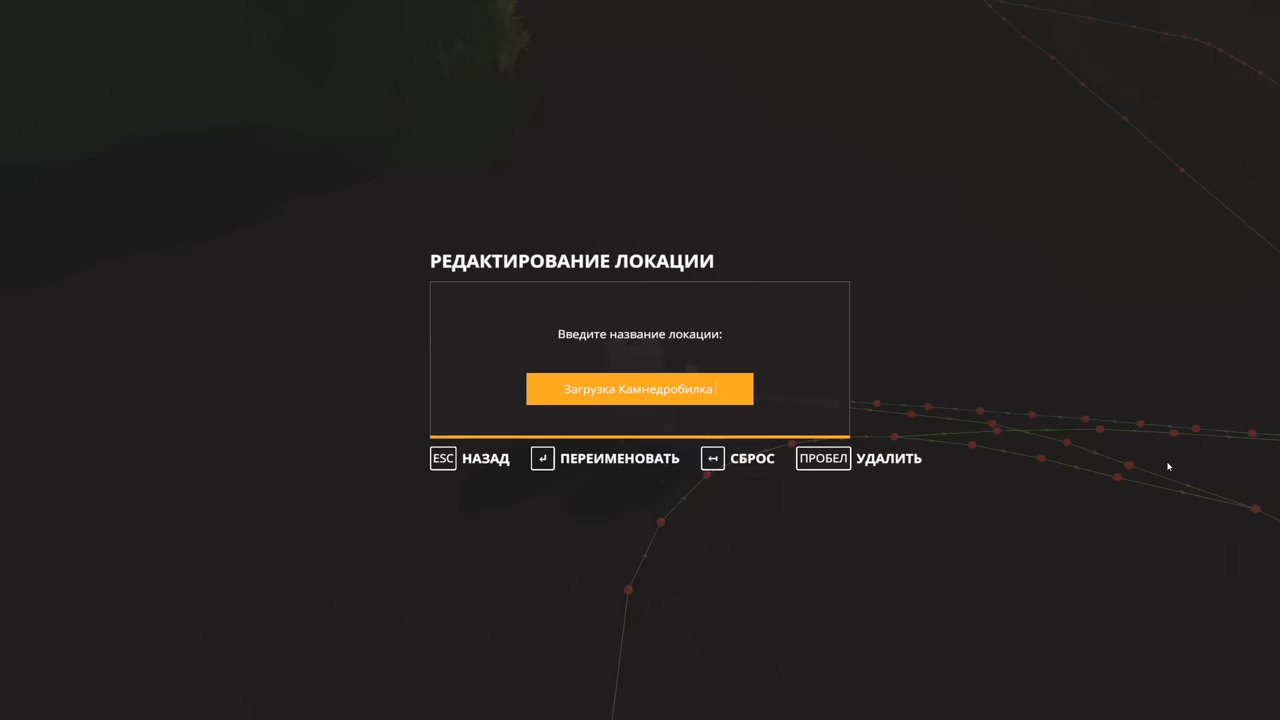 РЕДАКТИРОВАНИЕ ЛОКАЦИИ
Введите название локации:
Загрузка Камнедробилка
ESC НАЗАД ↵ ПЕРЕИМЕНОВАТЬ ↤ СБРОС ПРОБЕЛ УДАЛИТЬ